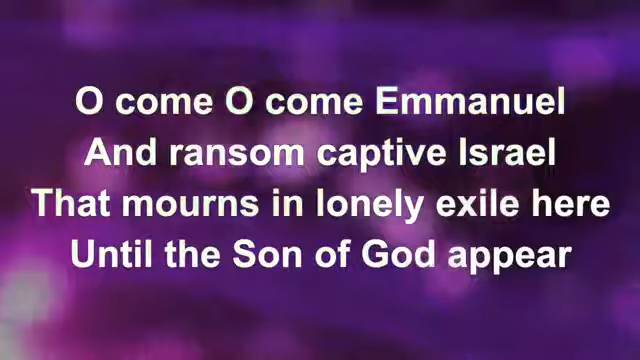 O come O come Emmanuel
And ransom captive Israel
That mourns in lonely exile here
Until the Son of God appear